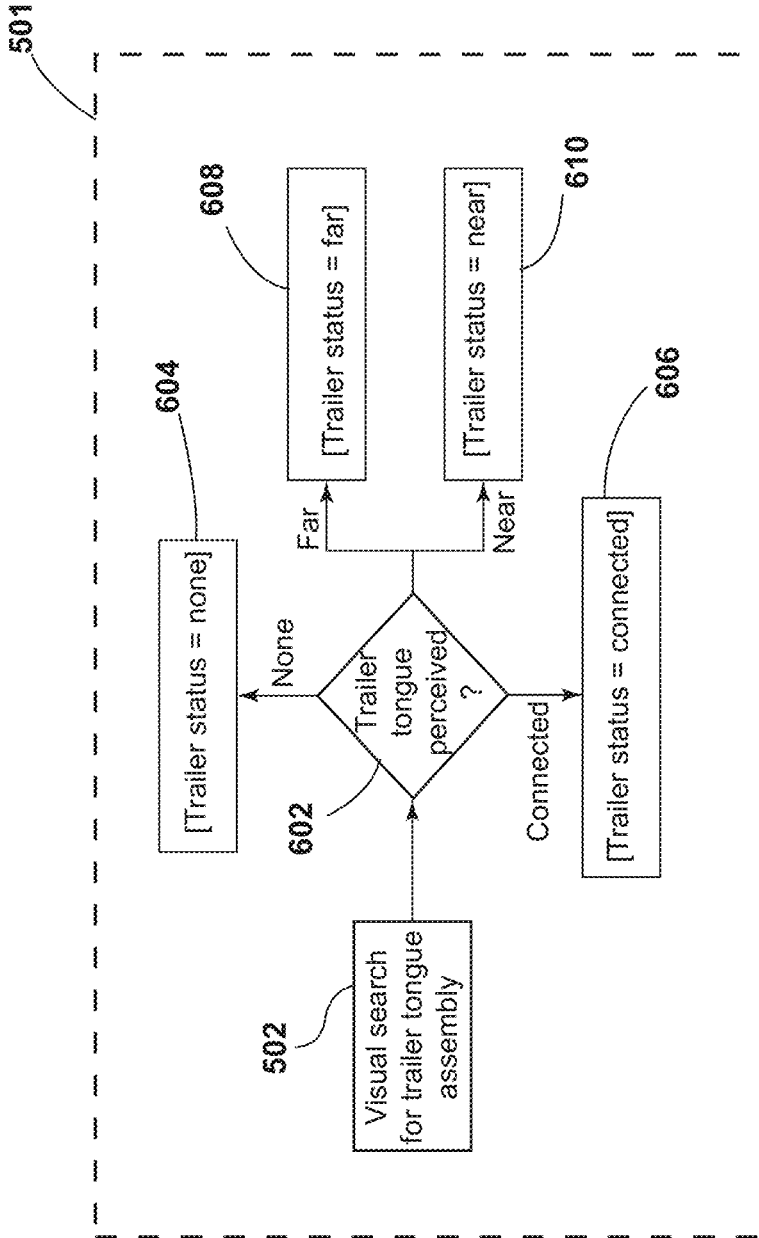 501
604
[Trailer status = none]
None
608
[Trailer status = far]
Far
502
Visual search
for trailer tongue
assembly
602
Trailer
tongue
perceived
?
Near
[Trailer status = near]
610
Connected
[Trailer status = connected]
606